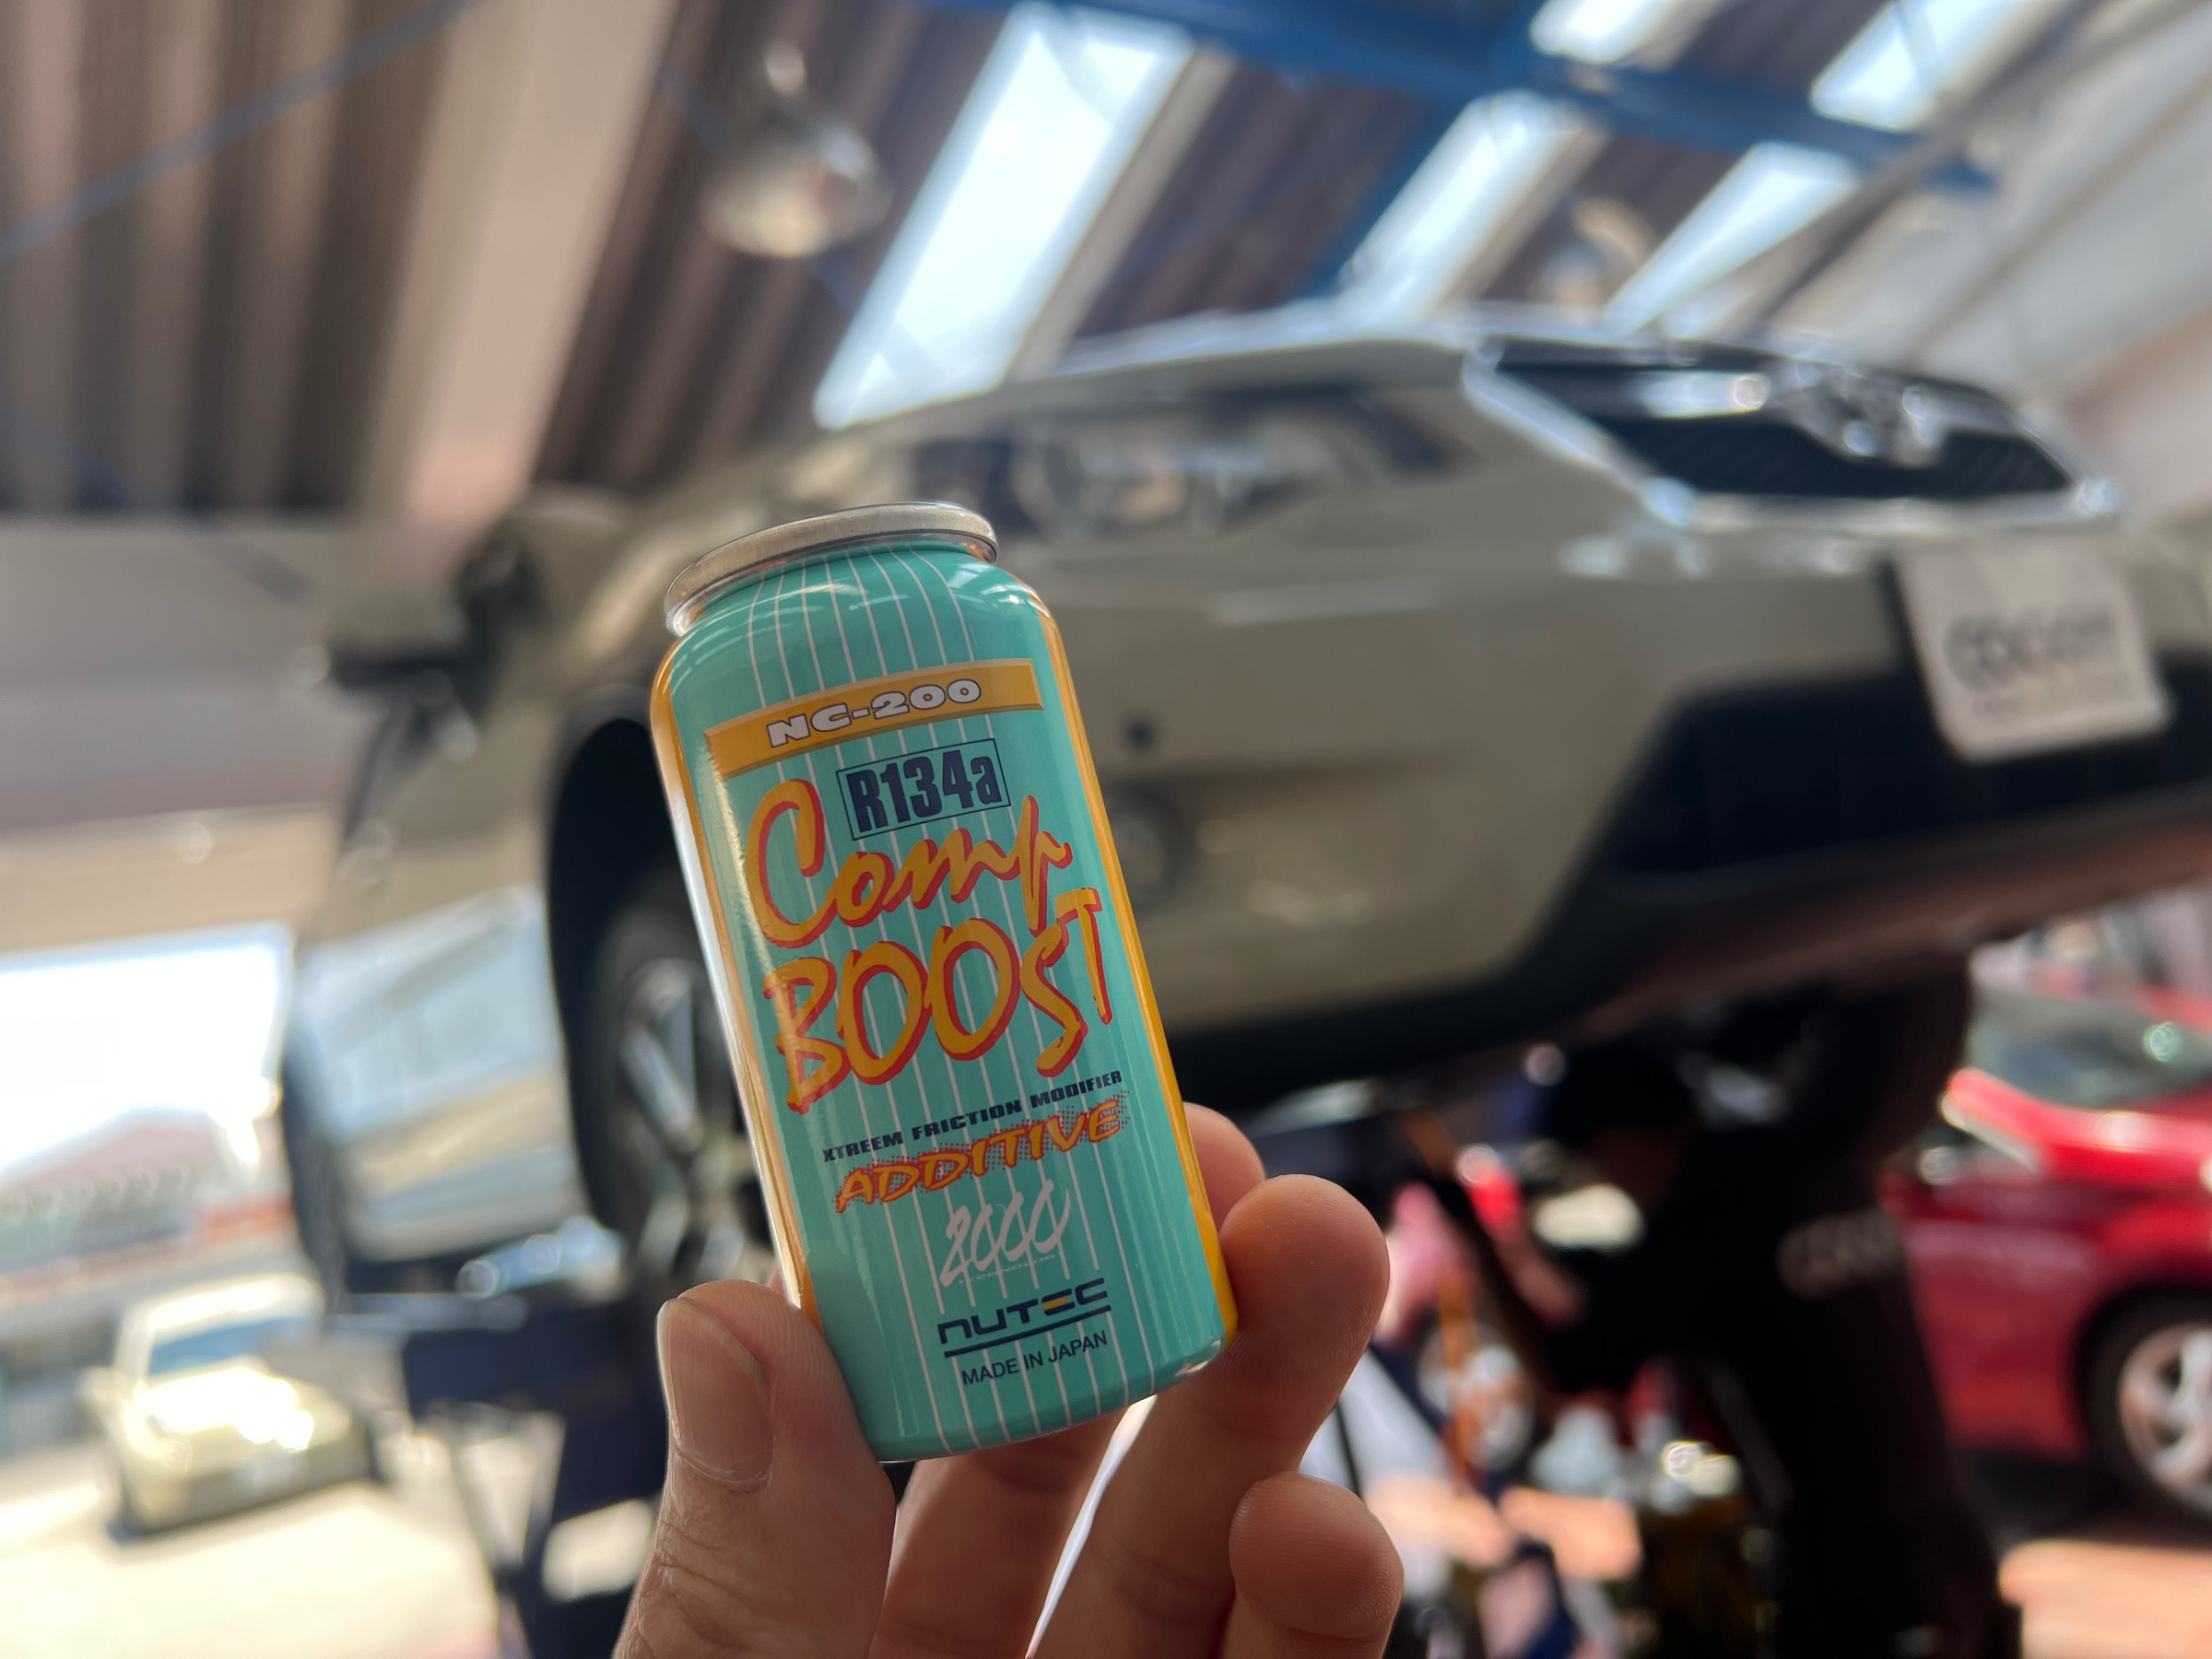 NC-200
R134a
Comp
BOOST
XTREEM FRICTION MODIFIER
ADDITIVE
2000
NUTEC
MADE IN JAPAN